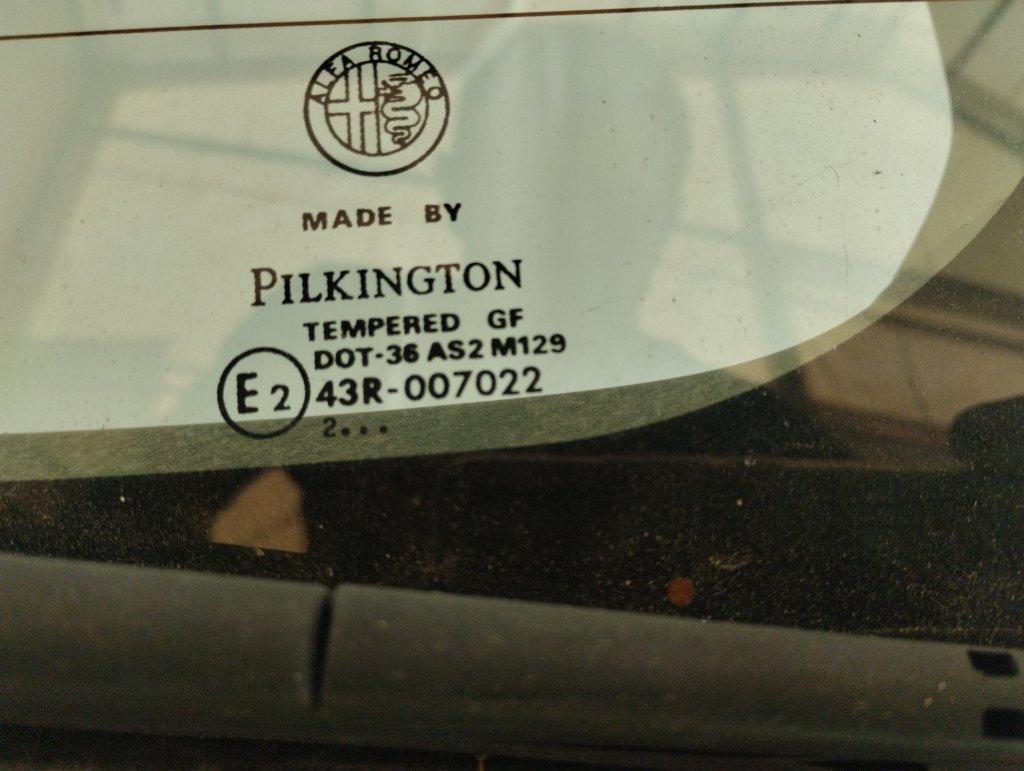 ALFA ROMEO
MADE BY
PILKINGTON
TEMPERED GF
DOT-36 AS2 M129
E2 43R-007022
2...